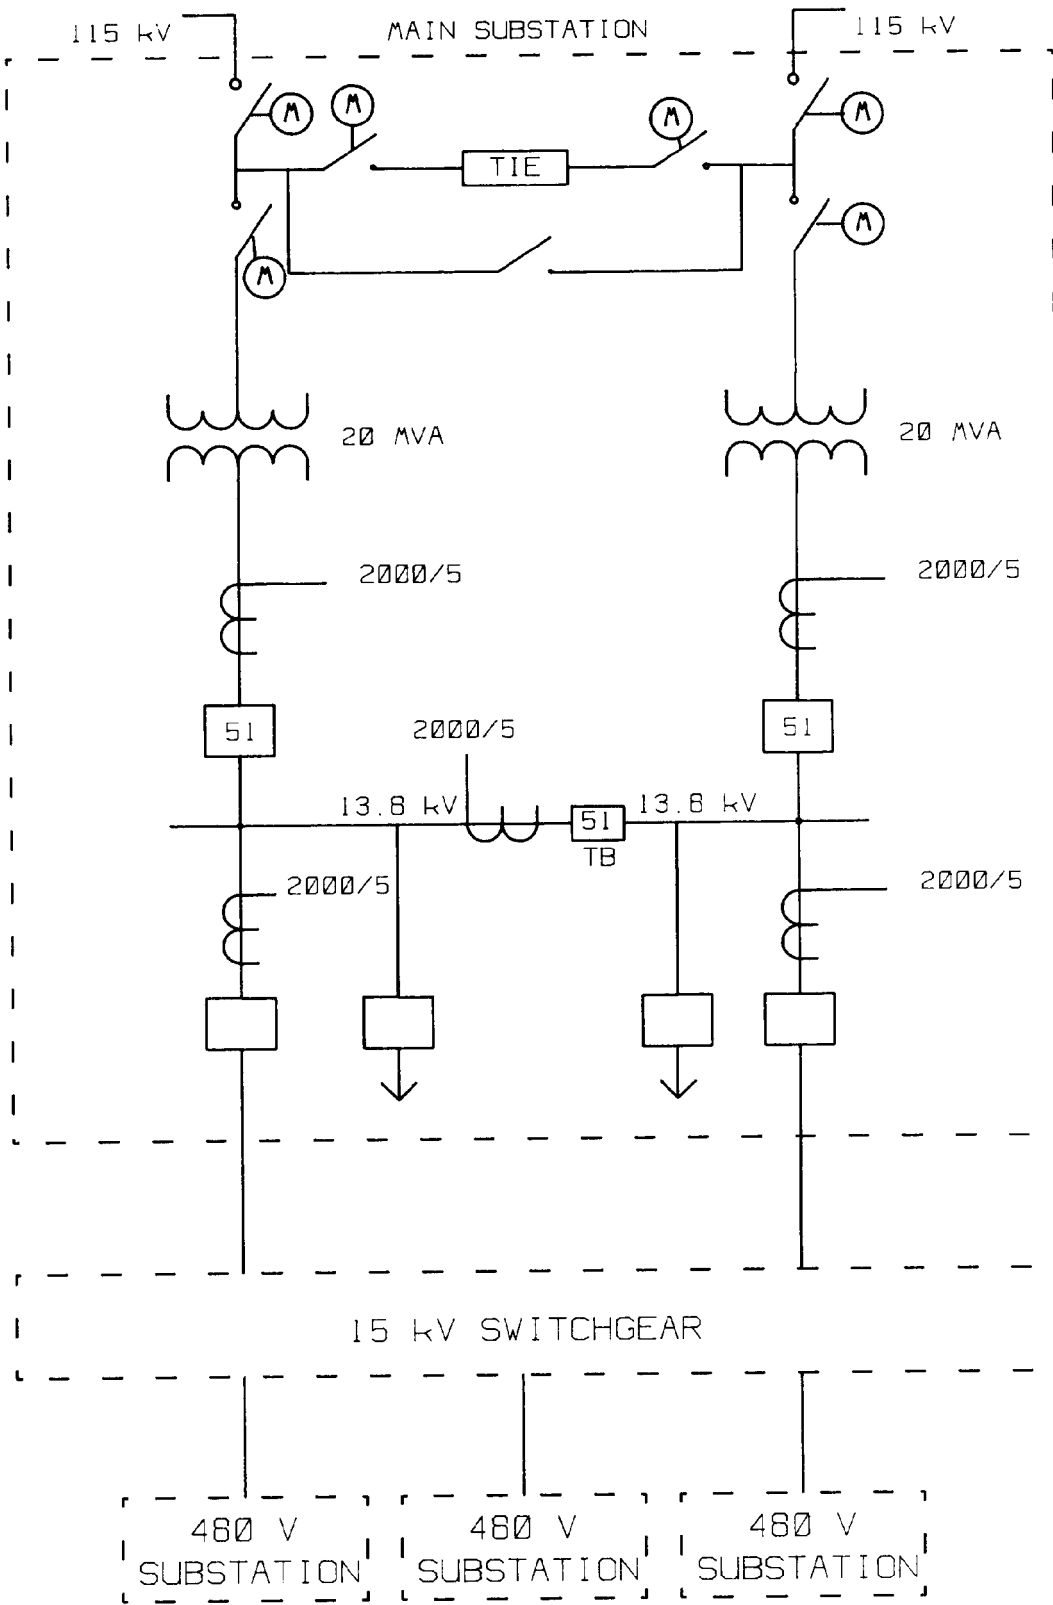 115 kV
MAIN SUBSTATION
115 kV
M
M
M
M
TIE
M
M
20 MVA
20 MVA
2000/5
2000/5
51
2000/5
51
13.8 kV
51
13.8 kV
TB
2000/5
2000/5
15 kV SWITCHGEAR
480 V
SUBSTATION
480 V
SUBSTATION
480 V
SUBSTATION